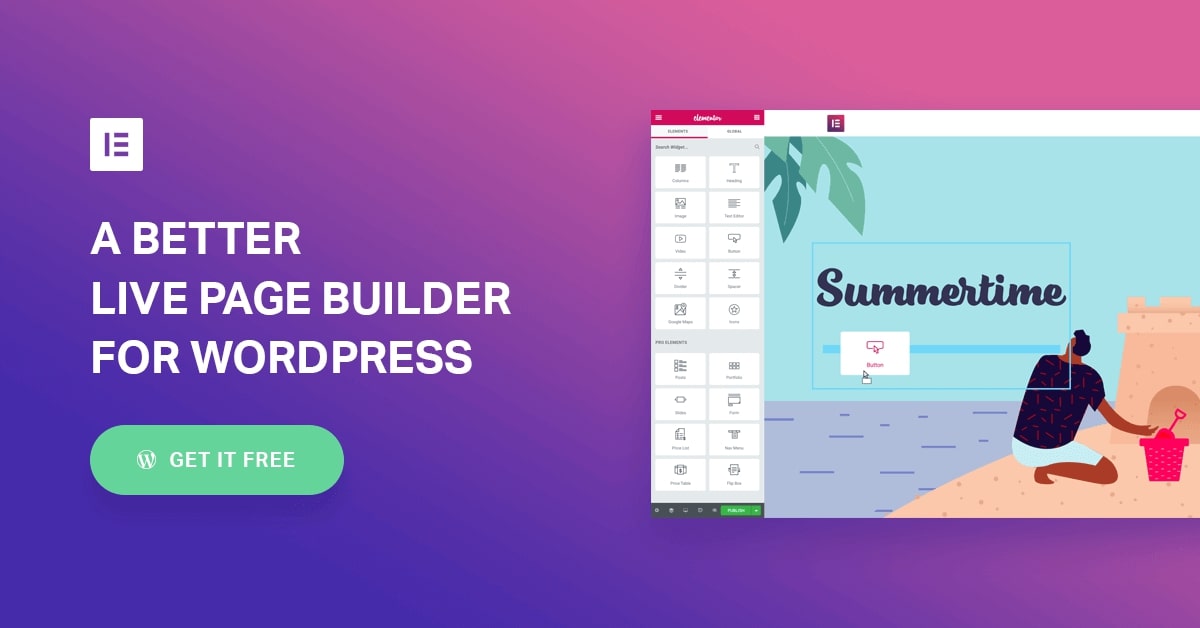 A BETTER
LIVE PAGE BUILDER
FOR WORDPRESS
GET IT FREE
elementor
ELEMENTS GLOBAL
Search Widget...
Columns Heading
Image Text Editor
Video Button
Divider Spacer
Google Maps Icons
PRO ELEMENTS
Posts Portfolio
Slides Form
Price List Nav Menu
Price Table Flip Box
PUBLISH
Summertime
Button